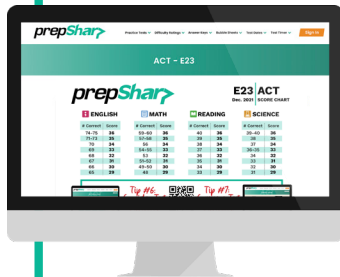 prepSharp
Practice Tests Difficulty Ratings Answer Keys Bubble Sheets Test Dates Test Timer Sign In
ACT - E23
prepSharp
E23 ACT
Dec. 2021 SCORE CHART
ENGLISH MATH READING SCIENCE
# Correct Score # Correct Score # Correct Score # Correct Score
74-75 36 59-60 36 40 36 39-40 36
71-73 35 57-58 35 39 35 38 35
70 34 56 34 38 34 37 34
69 33 54-55 33 37 33 35-36 33
68 32 53 32 36 32 34 32
67 31 51-52 31 35 31 33 31
66 30 49-50 30 34 30 32 30
65 29 48 29 33 29 31 29
Tip #6: Tip #7: